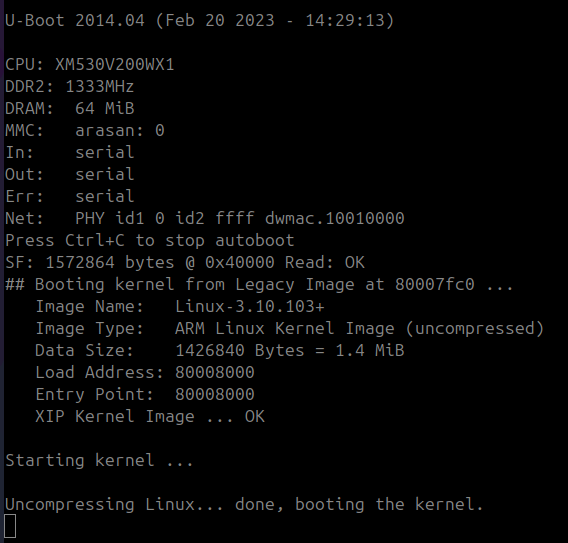 U-Boot 2014.04 (Feb 20 2023 - 14:29:13)
CPU: XM530V200WX1
DDR2: 1333MHz
DRAM:  64 MiB
MMC:   arasan: 0
In:    serial
Out:   serial
Err:   serial
Net:   PHY id1 0 id2 ffff dwmac.10010000
Press Ctrl+C to stop autoboot
SF: 1572864 bytes @ 0x40000 Read: OK
## Booting kernel from Legacy Image at 80007fc0 ...
   Image Name:   Linux-3.10.103+
   Image Type:   ARM Linux Kernel Image (uncompressed)
   Data Size:    1426840 Bytes = 1.4 MiB
   Load Address: 80008000
   Entry Point:  80008000
   XIP Kernel Image ... OK
Starting kernel ...
Uncompressing Linux... done, booting the kernel.